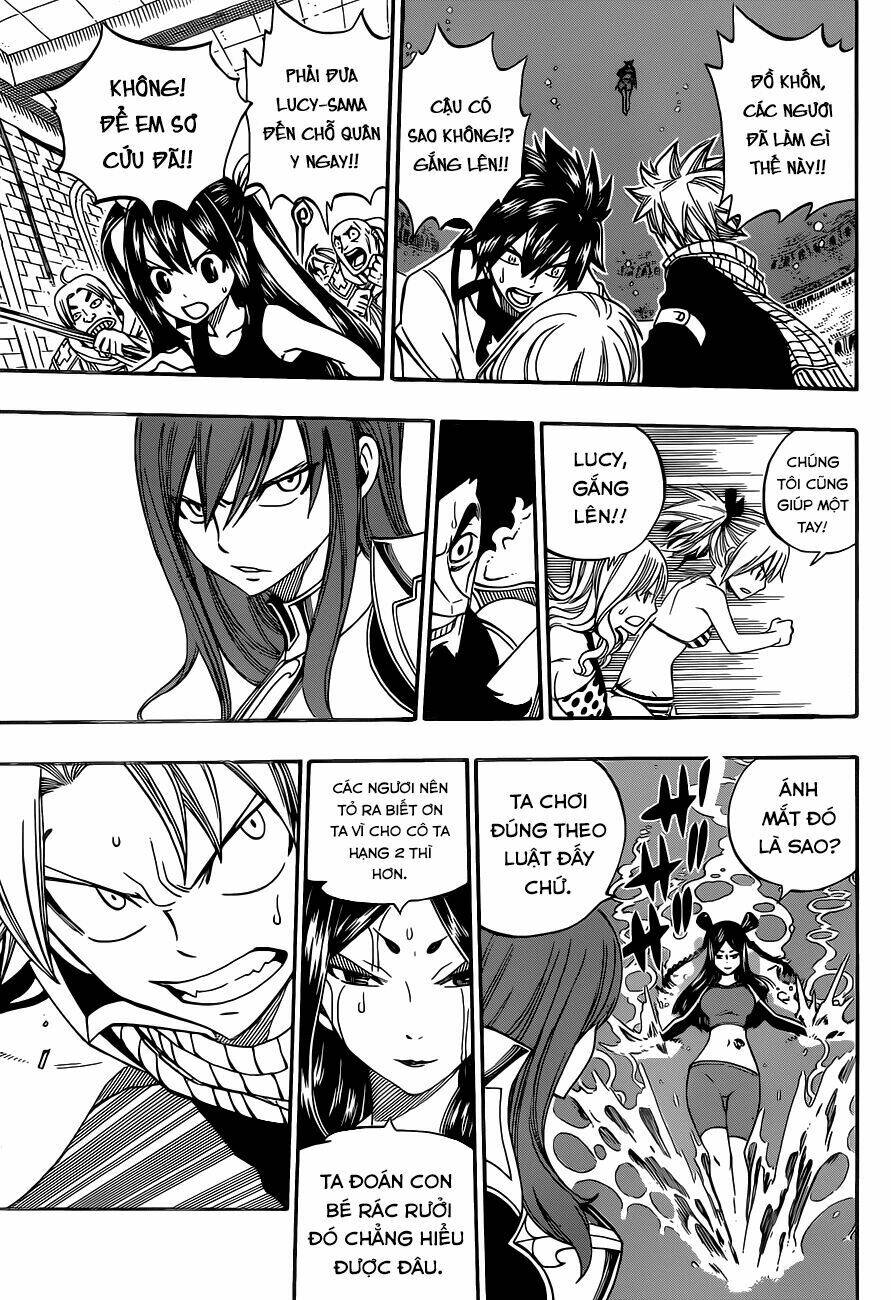 ĐỒ KHỐN,
CÁC NGƯƠI
ĐÃ LÀM GÌ
THẾ NÀY!!
CẬU CÓ
SAO KHÔNG!?
GẮNG LÊN!!
PHẢI ĐƯA
LUCY-SAMA
ĐẾN CHỖ QUÂN
Y NGAY!!
KHÔNG!
ĐỂ EM SƠ
CỨU ĐÃ!!
CHÚNG
TÔI CŨNG
GIÚP MỘT
TAY!
LUCY,
GẮNG
LÊN!!
ÁNH
MẮT ĐÓ
LÀ SAO?
TA CHƠI
ĐÚNG THEO
LUẬT ĐẤY
CHỨ.
CÁC NGƯƠI NÊN
TỎ RA BIẾT ƠN
TA VÌ CHO CÔ TA
HẠNG 2 THÌ
HƠN.
TA ĐOÁN CON
BÉ RÁC RƯỞI
ĐÓ CHẲNG HIỂU
ĐƯỢC ĐÂU.